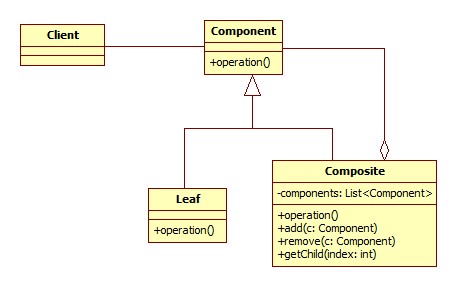 Client
Component
+operation()
Leaf
+operation()
Composite
-components: List<Component>
+operation()
+add(c: Component)
+remove(c: Component)
+getChild(index: int)